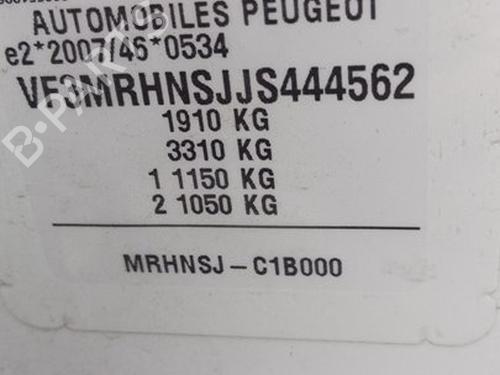 AUTOMOBILES PEUGEOT
e2*2007/46*0534
VF3MRHNSJJS444562
1910 KG
3310 KG
1 1150 KG
2 1050 KG
MRHNSJ-C1B000
B-PARTS